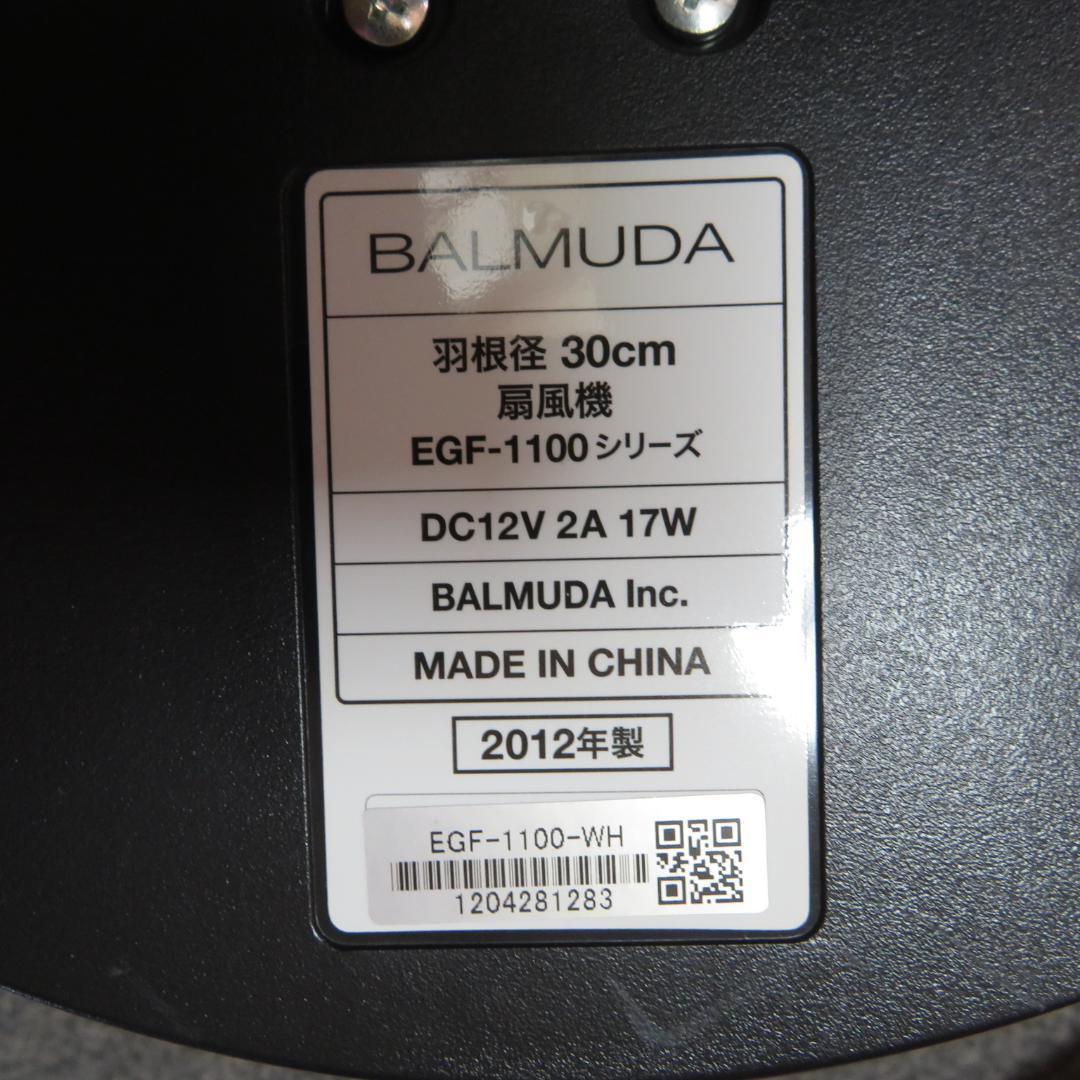 BALMUDA
羽根径 30cm
扇風機
EGF-1100シリーズ
DC12V 2A 17W
BALMUDA Inc.
MADE IN CHINA
2012年製
EGF-1100-WH
1204281283